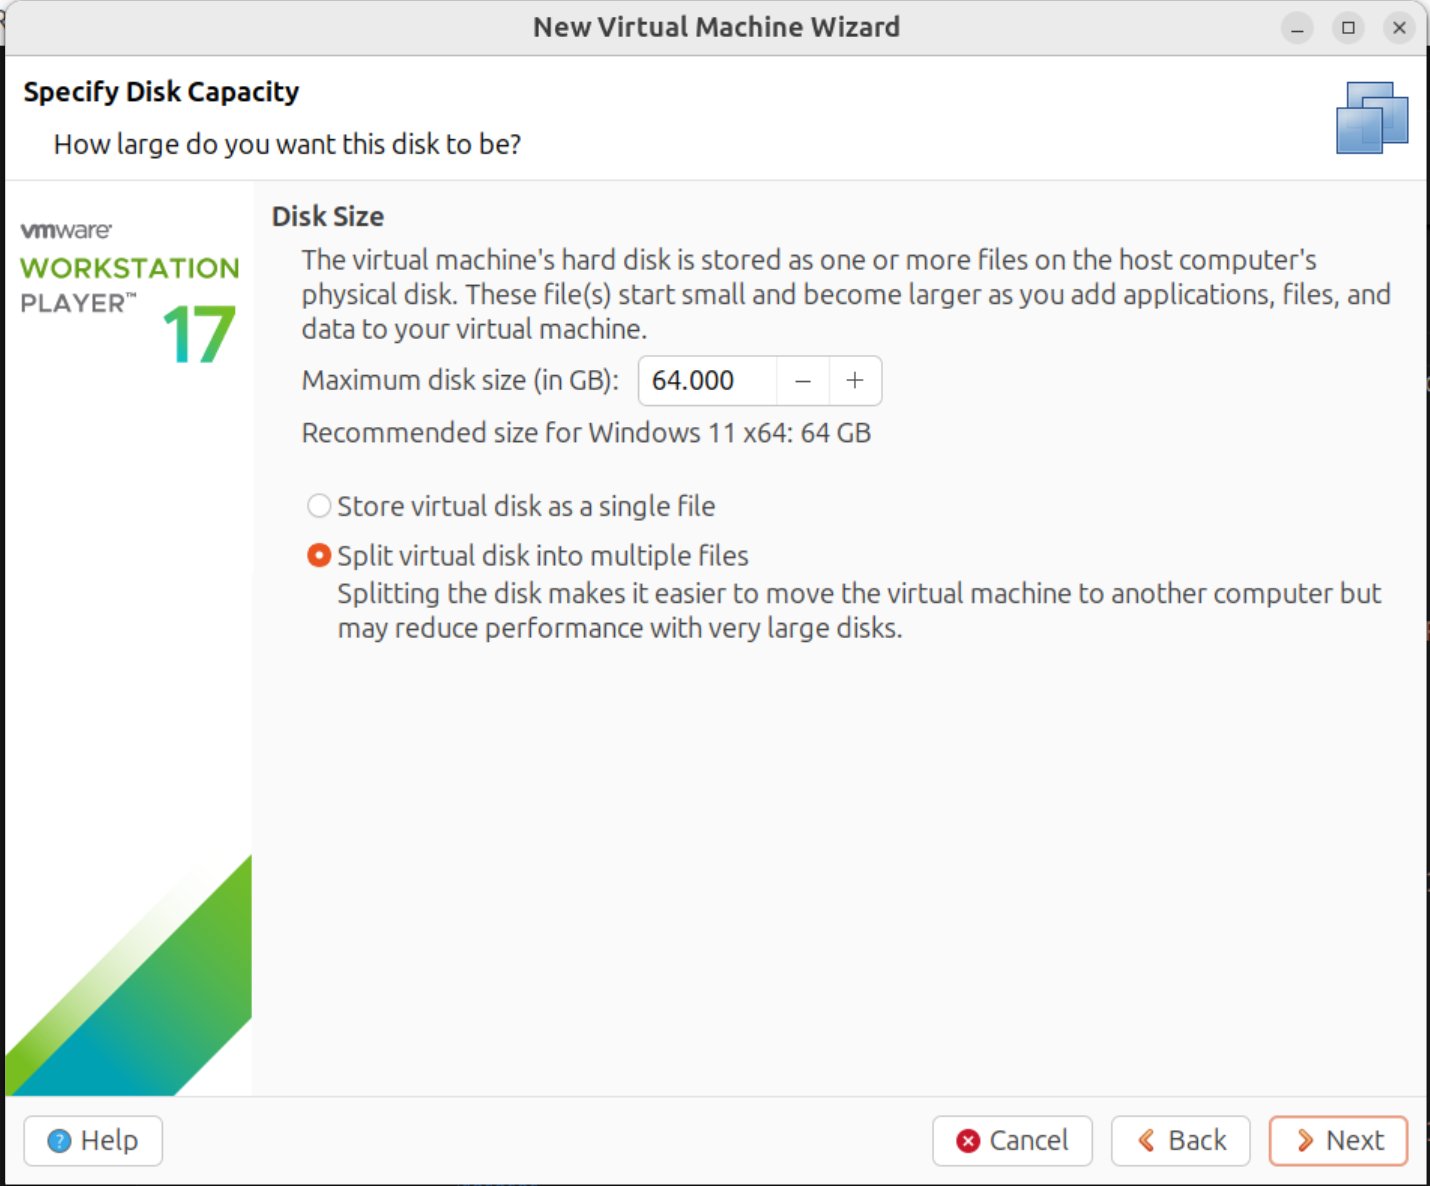 New Virtual Machine Wizard
Specify Disk Capacity
How large do you want this disk to be?
vmware
WORKSTATION
PLAYER™
17
Disk Size
The virtual machine's hard disk is stored as one or more files on the host computer's
physical disk. These file(s) start small and become larger as you add applications, files, and
data to your virtual machine.
Maximum disk size (in GB): 64.000 − +
Recommended size for Windows 11 x64: 64 GB
Store virtual disk as a single file
Split virtual disk into multiple files
Splitting the disk makes it easier to move the virtual machine to another computer but
may reduce performance with very large disks.
Help
Cancel
Back
Next